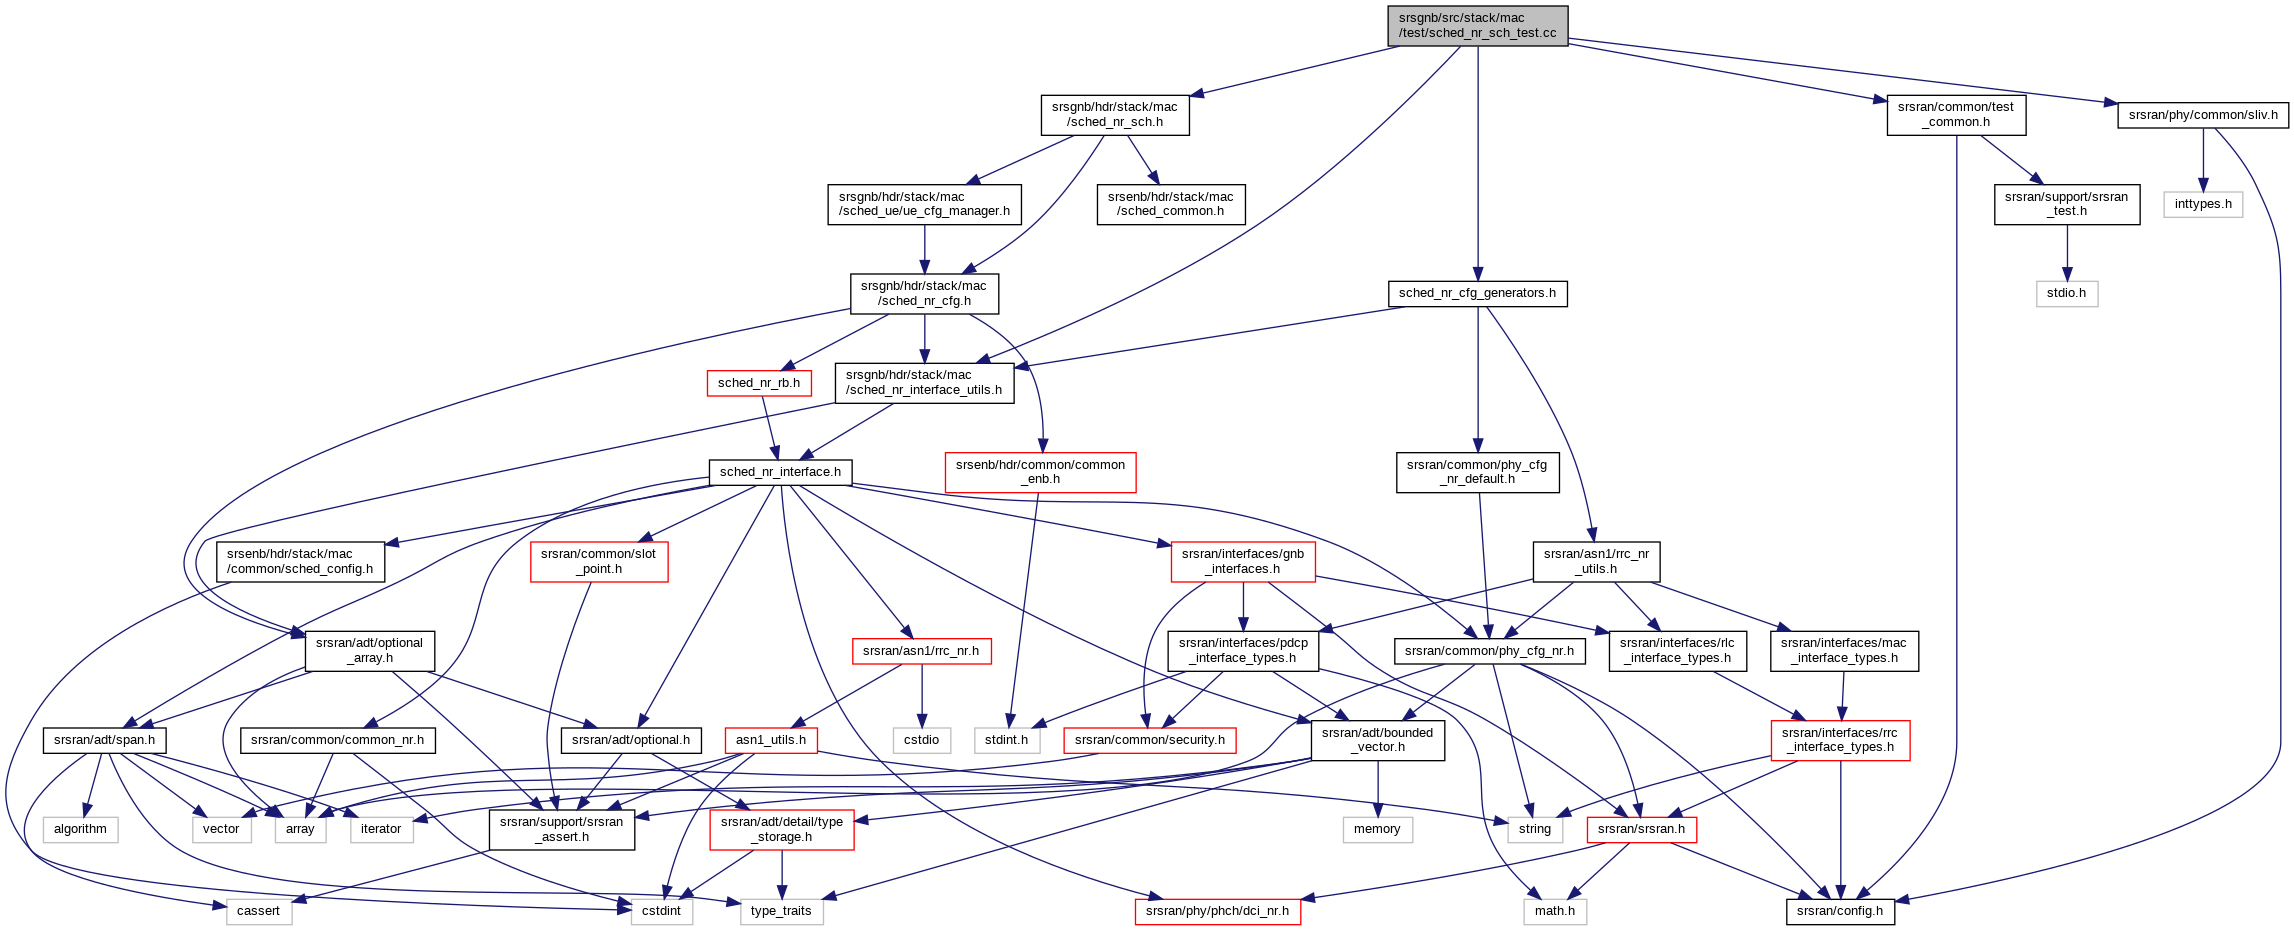 srsgnb/src/stack/mac
/test/sched_nr_sch_test.cc
srsgnb/hdr/stack/mac
/sched_nr_sch.h
srsran/common/test
_common.h
srsran/phy/common/sliv.h
srsgnb/hdr/stack/mac
/sched_ue/ue_cfg_manager.h
srsenb/hdr/stack/mac
/sched_common.h
srsran/support/srsran
_test.h
inttypes.h
srsgnb/hdr/stack/mac
/sched_nr_cfg.h
sched_nr_cfg_generators.h
stdio.h
sched_nr_rb.h
srsgnb/hdr/stack/mac
/sched_nr_interface_utils.h
sched_nr_interface.h
srsenb/hdr/common/common
_enb.h
srsran/common/phy_cfg
_nr_default.h
srsenb/hdr/stack/mac
/common/sched_config.h
srsran/common/slot
_point.h
srsran/interfaces/gnb
_interfaces.h
srsran/asn1/rrc_nr
_utils.h
srsran/adt/optional
_array.h
srsran/asn1/rrc_nr.h
srsran/interfaces/pdcp
_interface_types.h
srsran/common/phy_cfg_nr.h
srsran/interfaces/rlc
_interface_types.h
srsran/interfaces/mac
_interface_types.h
srsran/adt/span.h
srsran/common/common_nr.h
srsran/adt/optional.h
asn1_utils.h
cstdio
stdint.h
srsran/common/security.h
srsran/adt/bounded
_vector.h
srsran/interfaces/rrc
_interface_types.h
algorithm
vector
array
iterator
srsran/support/srsran
_assert.h
srsran/adt/detail/type
_storage.h
memory
string
srsran/srsran.h
cassert
cstdint
type_traits
srsran/phy/phch/dci_nr.h
math.h
srsran/config.h